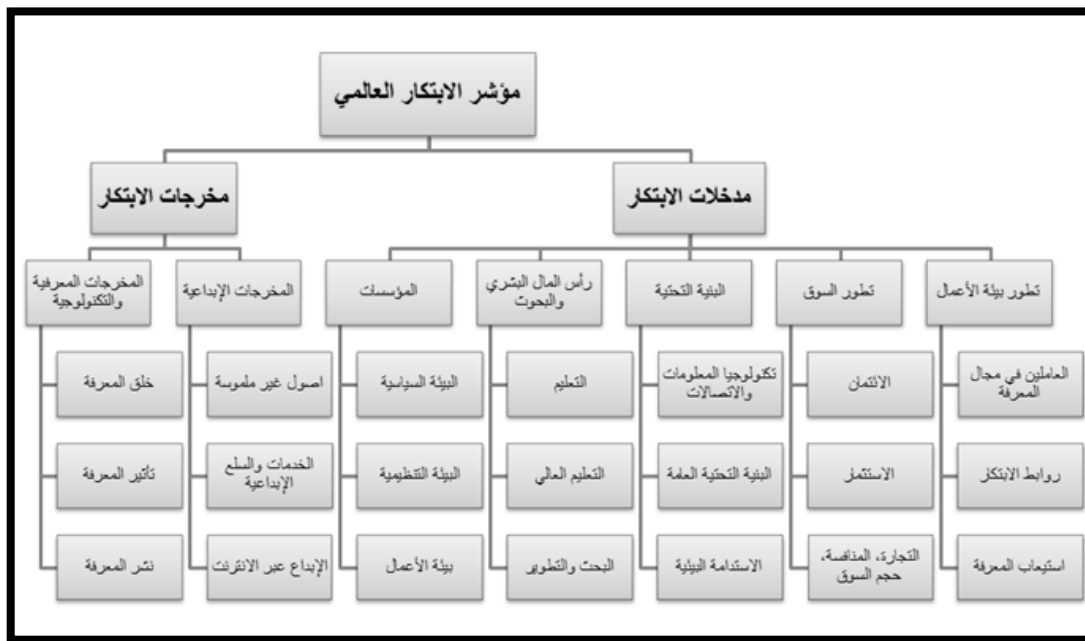 مؤشر الابتكار العالمي
مدخلات الابتكار
مخرجات الابتكار
تطور بيئة الأعمال
تطور السوق
البنية التحتية
رأس المال البشري
والبحوث
المؤسسات
المخرجات الإبداعية
المخرجات المعرفية
والتكنولوجية
العاملين في مجال
المعرفة
الائتمان
تكنولوجيا المعلومات
والاتصالات
التعليم
البيئة السياسية
اصول غير ملموسة
خلق المعرفة
روابط الابتكار
الاستثمار
البنية التحتية العامة
التعليم العالي
البيئة التنظيمية
الخدمات والسلع
الإبداعية
تأثير المعرفة
استيعاب المعرفة
التجارة، المنافسة،
حجم السوق
الاستدامة البيئية
البحث والتطوير
بيئة الأعمال
الإبداع عبر الانترنت
نشر المعرفة